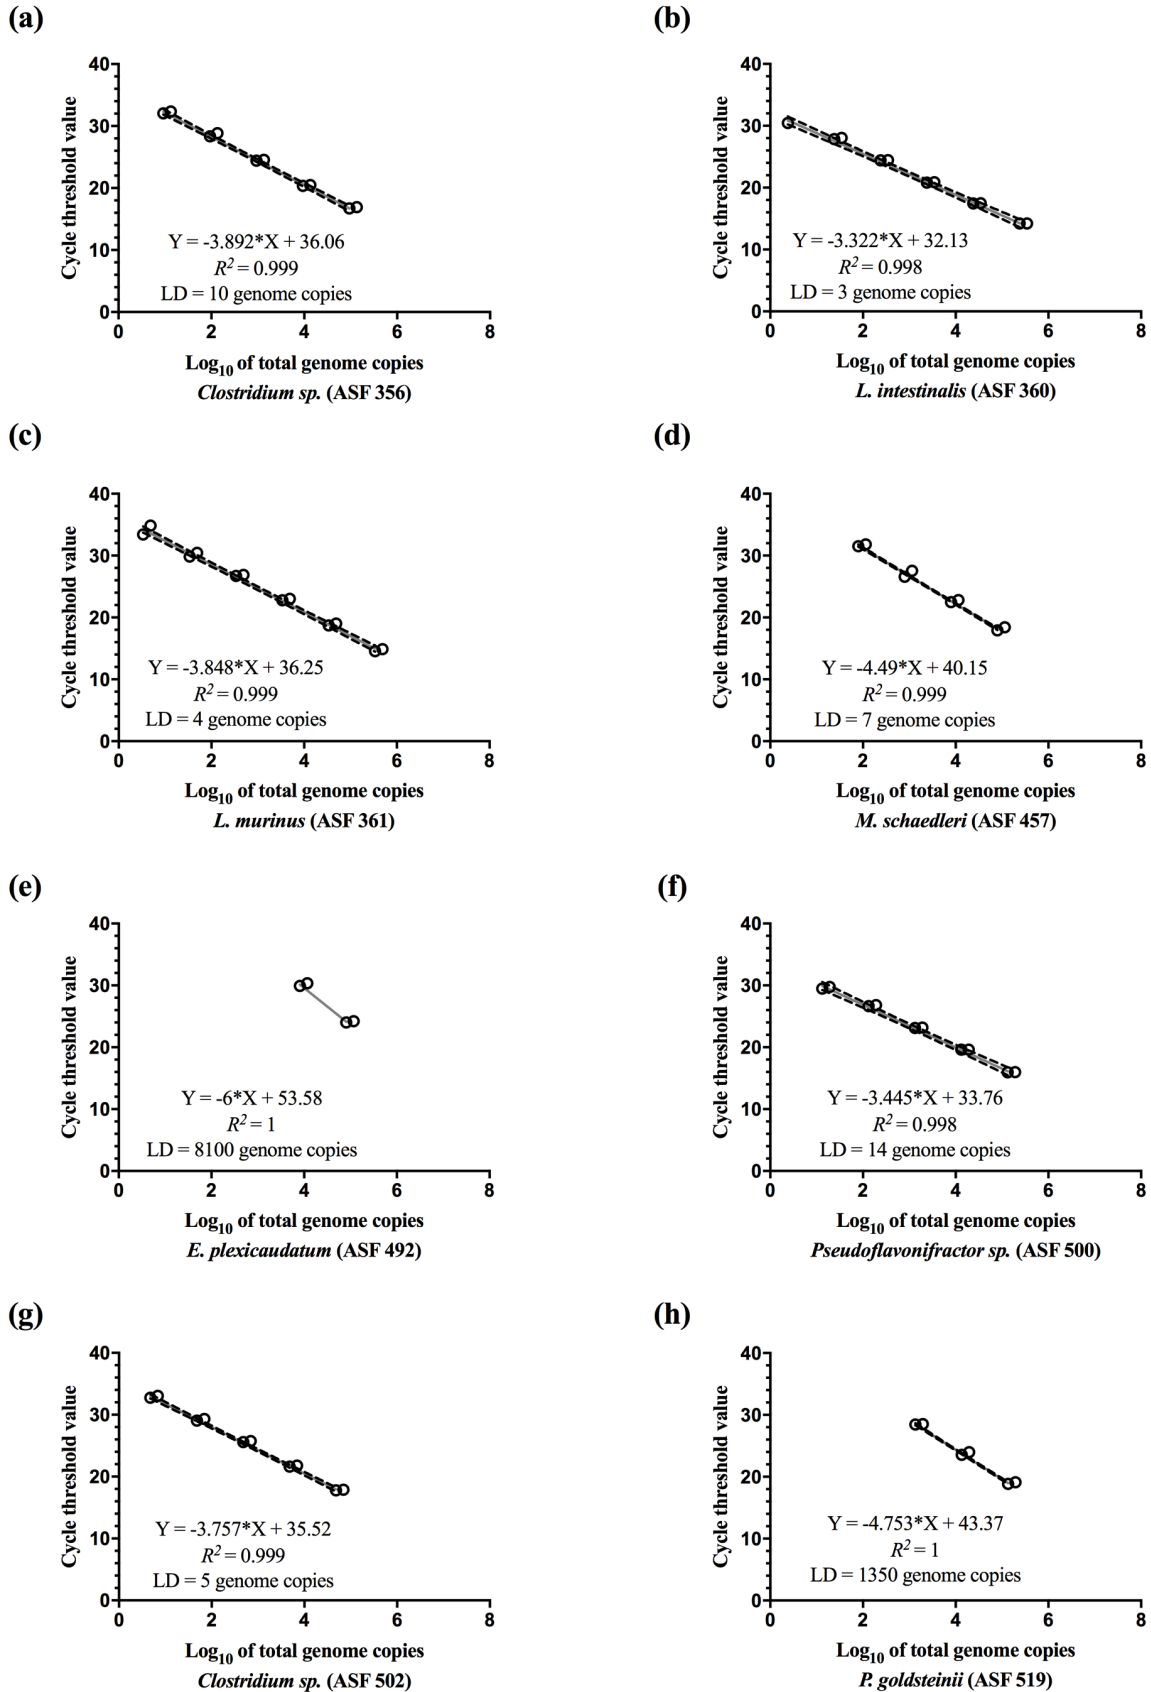 (a)
40
30
20
10
0
Cycle threshold value
Y = -3.892*X + 36.06
R² = 0.999
LD = 10 genome copies
0 2 4 6 8
Log₁₀ of total genome copies
Clostridium sp. (ASF 356)
(b)
40
30
20
10
0
Cycle threshold value
Y = -3.322*X + 32.13
R² = 0.998
LD = 3 genome copies
0 2 4 6 8
Log₁₀ of total genome copies
L. intestinalis (ASF 360)
(c)
40
30
20
10
0
Cycle threshold value
Y = -3.848*X + 36.25
R² = 0.999
LD = 4 genome copies
0 2 4 6 8
Log₁₀ of total genome copies
L. murinus (ASF 361)
(d)
40
30
20
10
0
Cycle threshold value
Y = -4.49*X + 40.15
R² = 0.999
LD = 7 genome copies
0 2 4 6 8
Log₁₀ of total genome copies
M. schaedleri (ASF 457)
(e)
40
30
20
10
0
Cycle threshold value
Y = -6*X + 53.58
R² = 1
LD = 8100 genome copies
0 2 4 6 8
Log₁₀ of total genome copies
E. plexicaudatum (ASF 492)
(f)
40
30
20
10
0
Cycle threshold value
Y = -3.445*X + 33.76
R² = 0.998
LD = 14 genome copies
0 2 4 6 8
Log₁₀ of total genome copies
Pseudoflavonifractor sp. (ASF 500)
(g)
40
30
20
10
0
Cycle threshold value
Y = -3.757*X + 35.52
R² = 0.999
LD = 5 genome copies
0 2 4 6 8
Log₁₀ of total genome copies
Clostridium sp. (ASF 502)
(h)
40
30
20
10
0
Cycle threshold value
Y = -4.753*X + 43.37
R² = 1
LD = 1350 genome copies
0 2 4 6 8
Log₁₀ of total genome copies
P. goldsteinii (ASF 519)